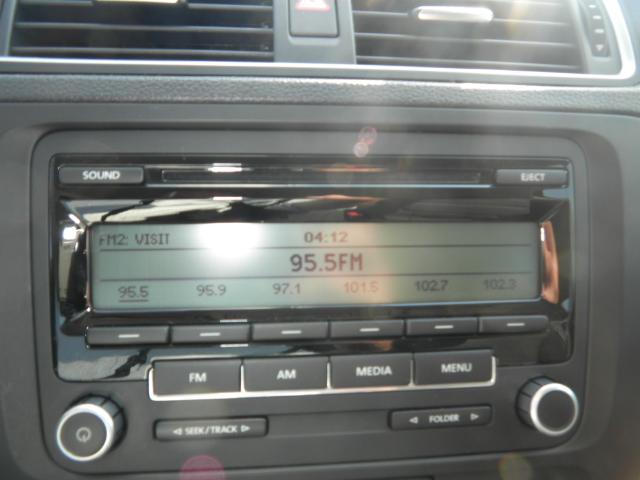 SOUND EJECT
FM2: VISIT 04:12
95.5FM
95.5 95.9 97.1 101.5 102.7 102.3
FM AM MEDIA MENU
SEEK/TRACK FOLDER